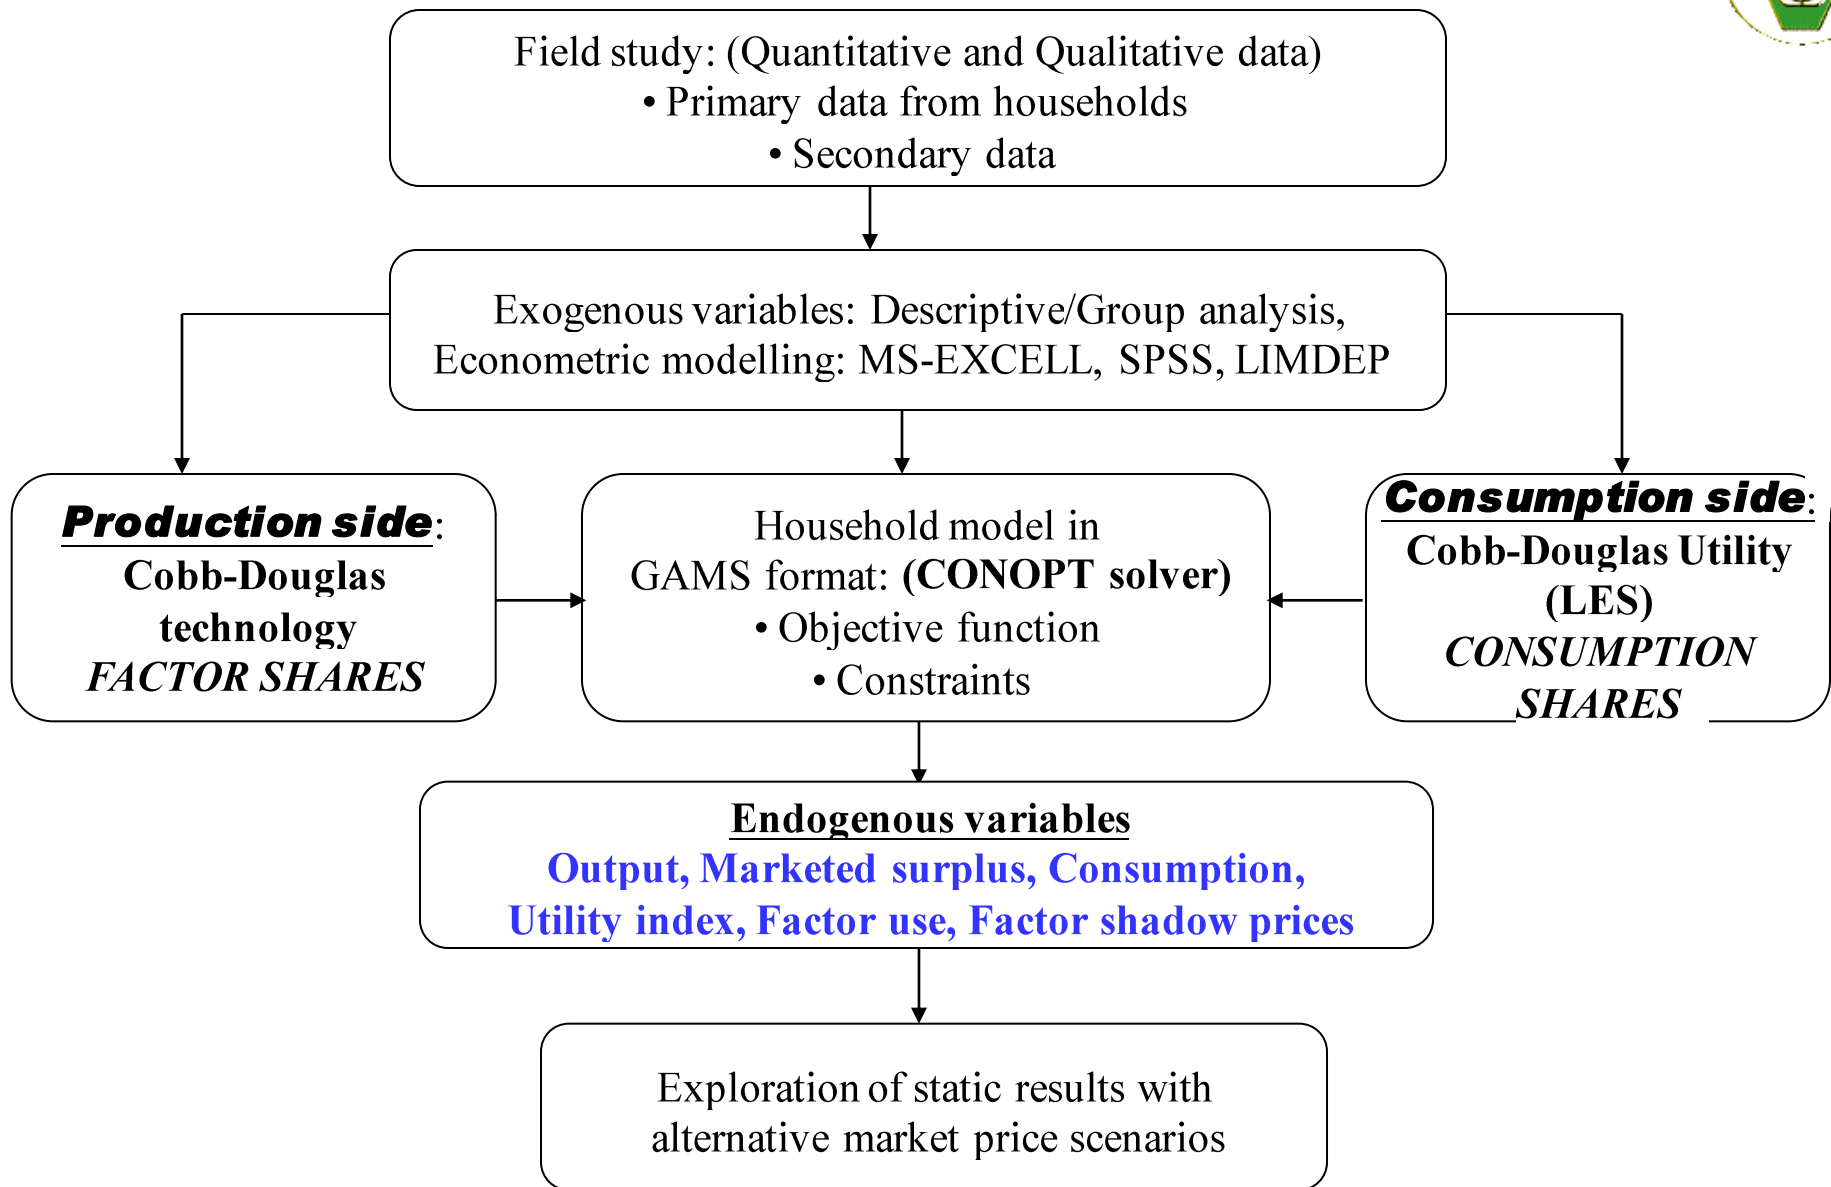 Field study: (Quantitative and Qualitative data)
• Primary data from households
• Secondary data
Exogenous variables: Descriptive/Group analysis,
Econometric modelling: MS-EXCELL, SPSS, LIMDEP
Production side:
Cobb-Douglas
technology
FACTOR SHARES
Household model in
GAMS format: (CONOPT solver)
• Objective function
• Constraints
Consumption side:
Cobb-Douglas Utility
(LES)
CONSUMPTION
SHARES
Endogenous variables
Output, Marketed surplus, Consumption,
Utility index, Factor use, Factor shadow prices
Exploration of static results with
alternative market price scenarios